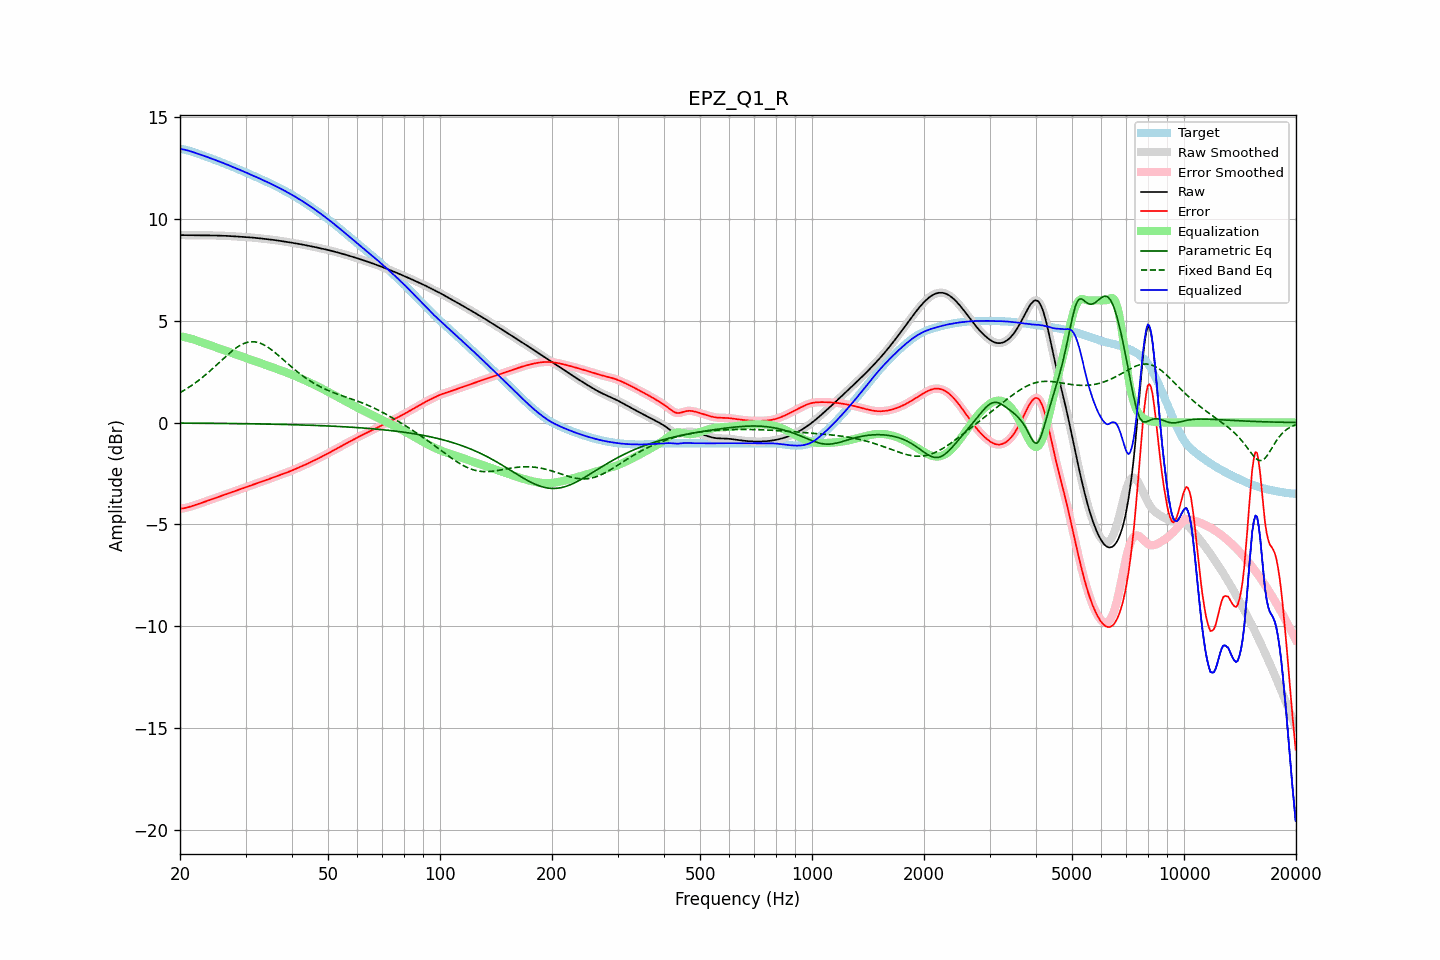 EPZ_Q1_R
Amplitude (dBr)
15
10
5
0
−5
−10
−15
−20
Target
Raw Smoothed
Error Smoothed
Raw
Error
Equalization
Parametric Eq
Fixed Band Eq
Equalized
20
50
100
200
500
1000
2000
5000
10000
20000
Frequency (Hz)